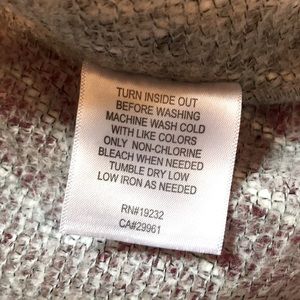 TURN INSIDE OUT
BEFORE WASHING
MACHINE WASH COLD
WITH LIKE COLORS
ONLY NON-CHLORINE
BLEACH WHEN NEEDED
TUMBLE DRY LOW
LOW IRON AS NEEDED
RN#19232
CA#29961